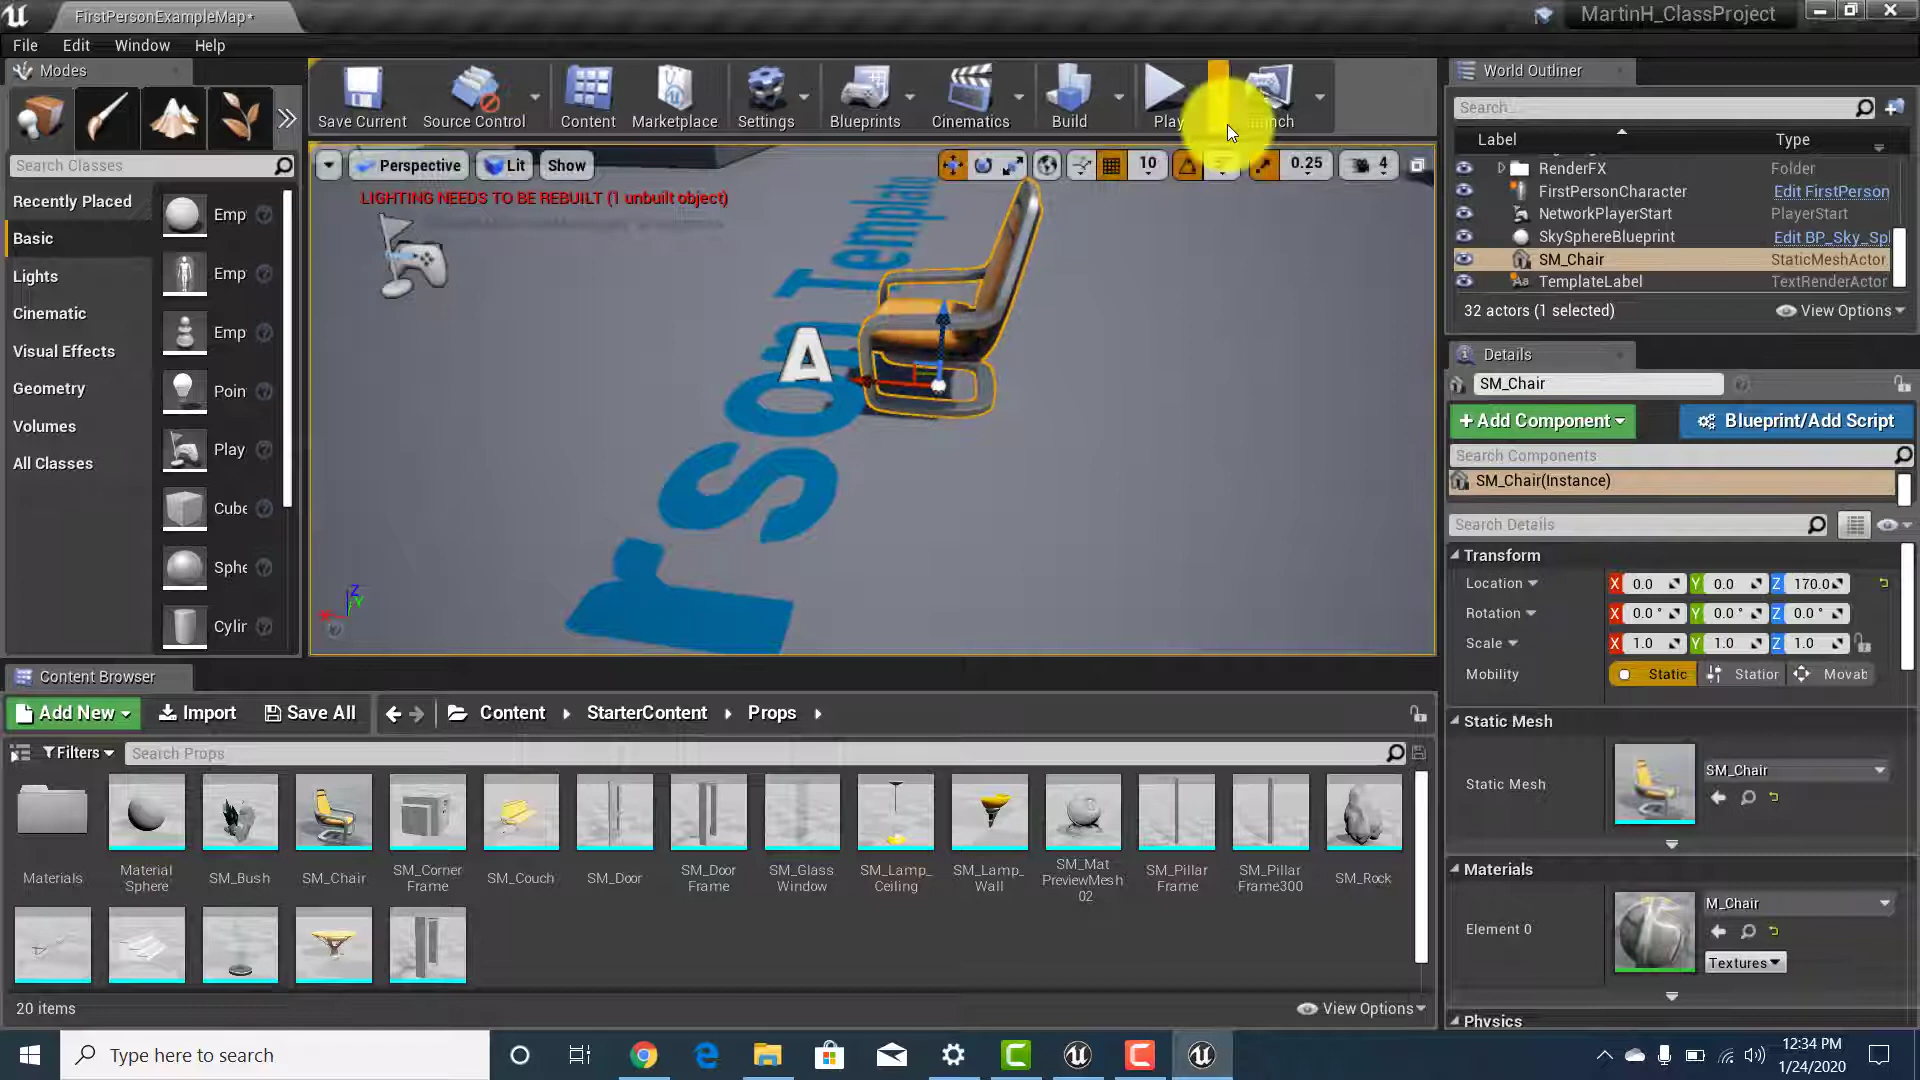 FirstPersonExampleMap*
MartinH_ClassProject
File Edit Window Help
Modes
Search Classes
Recently Placed
Basic
Lights
Cinematic
Visual Effects
Geometry
Volumes
All Classes
Emp
Emp
Emp
Poin
Play
Cube
Sphe
Cylir
Save Current
Source Control
Content
Marketplace
Settings
Blueprints
Cinematics
Build
Play
Perspective
Lit
Show
10
0.25
4
LIGHTING NEEDS TO BE REBUILT (1 unbuilt object)
r Son Template
A
Z
Y
X
World Outliner
Search...
Label Type
RenderFX Folder
FirstPersonCharacter Edit FirstPerson
NetworkPlayerStart PlayerStart
SkySphereBlueprint Edit BP_Sky_Spl
SM_Chair StaticMeshActor
TemplateLabel TextRenderActor
32 actors (1 selected) View Options
Details
SM_Chair
+Add Component Blueprint/Add Script
Search Components
SM_Chair(Instance)
Search Details
Transform
Location X 0.0 Y 0.0 Z 170.0
Rotation X 0.0 ° Y 0.0 ° Z 0.0 °
Scale X 1.0 Y 1.0 Z 1.0
Mobility Static Station Movab
Static Mesh
Static Mesh SM_Chair
Materials
Element 0 M_Chair
Textures
Physics
Content Browser
Add New Import Save All Content StarterContent Props
Filters Search Props
Materials
Material Sphere
SM_Bush
SM_Chair
SM_Corner Frame
SM_Couch
SM_Door
SM_Door Frame
SM_Glass Window
SM_Lamp_ Ceiling
SM_Lamp_ Wall
SM_Mat PreviewMesh 02
SM_Pillar Frame
SM_Pillar Frame300
SM_Rock
20 items View Options
Type here to search
12:34 PM
1/24/2020